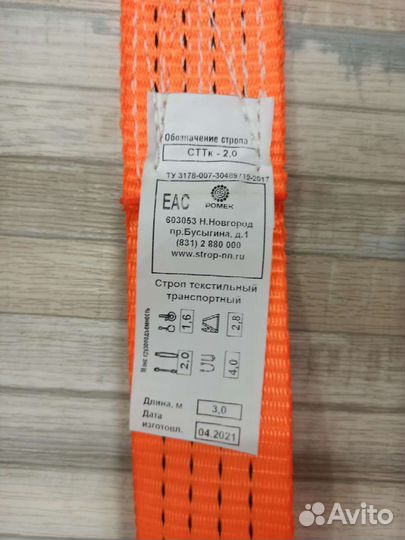 Обозначение стропа
СТТк - 2,0
ТУ 3178-007-30469715-2017
EAC
РОМЕК
603053 Н.Новгород
пр.Бусыгина, д.1
(831) 2 880 000
www.strop-nn.ru
Строп текстильный
транспортный
грузоподъемность
1,6
2,8
2,0
4,0
Длина, м
3,0
Дата
изготовл.
04.2021
Avito